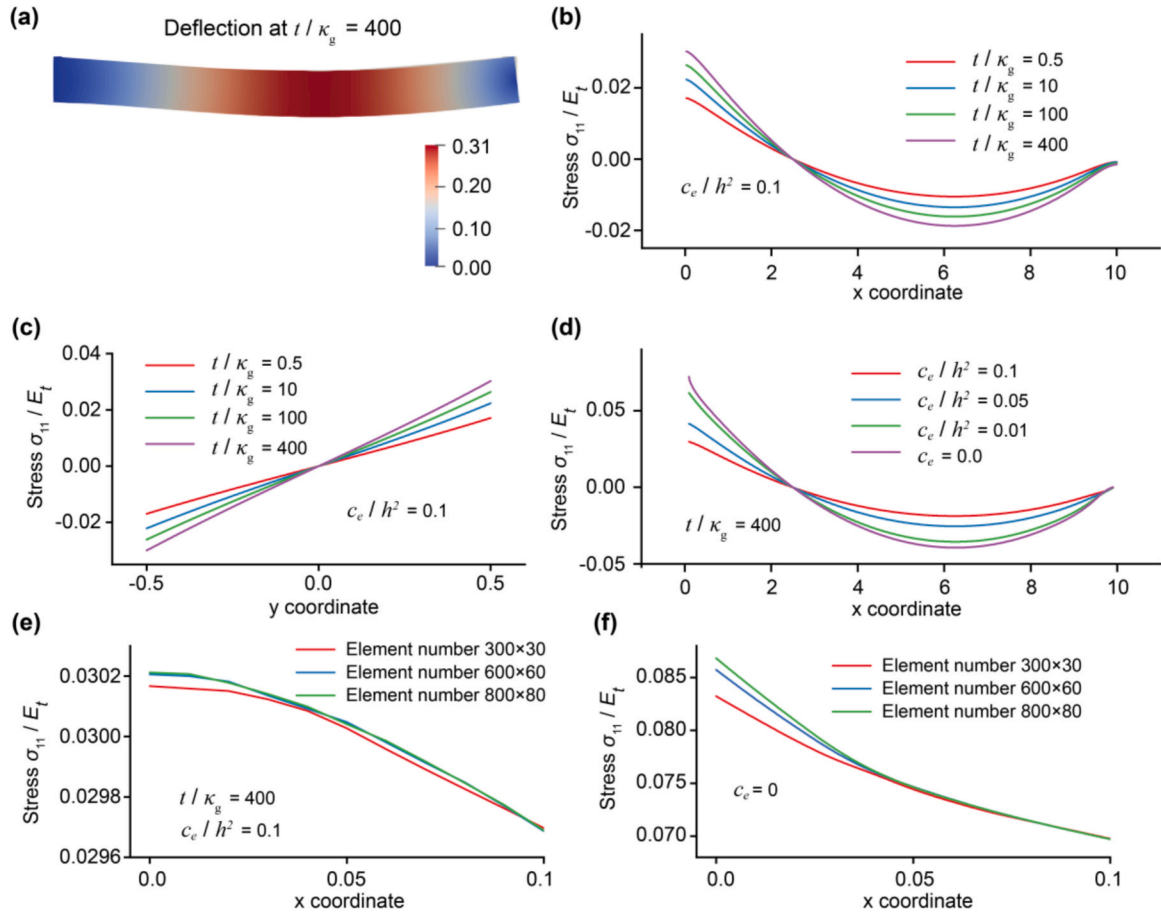 (a)
Deflection at t / κg = 400
0.31
0.20
0.10
0.00
(b)
Stress σ11 / Et
0.02
0.00
-0.02
t / κg = 0.5
t / κg = 10
t / κg = 100
t / κg = 400
ce / h² = 0.1
0 2 4 6 8 10
x coordinate
(c)
Stress σ11 / Et
0.04
0.02
0.00
-0.02
t / κg = 0.5
t / κg = 10
t / κg = 100
t / κg = 400
ce / h² = 0.1
-0.5 0.0 0.5
y coordinate
(d)
Stress σ11 / Et
0.05
0.00
-0.05
ce / h² = 0.1
ce / h² = 0.05
ce / h² = 0.01
ce = 0.0
t / κg = 400
0 2 4 6 8 10
x coordinate
(e)
Stress σ11 / Et
0.0302
0.0300
0.0298
0.0296
Element number 300×30
Element number 600×60
Element number 800×80
t / κg = 400
ce / h² = 0.1
0.0 0.05 0.1
x coordinate
(f)
Stress σ11 / Et
0.085
0.080
0.075
0.070
Element number 300×30
Element number 600×60
Element number 800×80
ce = 0
0.0 0.05 0.1
x coordinate